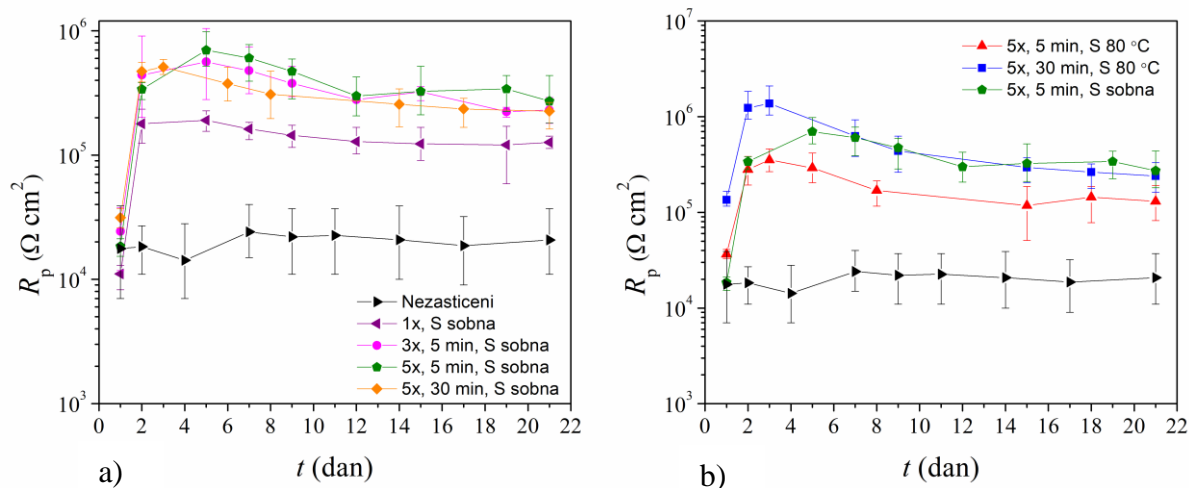 10^6
10^5
10^4
10^3
R_p (Ω cm^2)
Nezasticeni
1x, S sobna
3x, 5 min, S sobna
5x, 5 min, S sobna
5x, 30 min, S sobna
0 2 4 6 8 10 12 14 16 18 20 22
t (dan)
a)
10^7
10^6
10^5
10^4
10^3
R_p (Ω cm^2)
5x, 5 min, S 80 °C
5x, 30 min, S 80 °C
5x, 5 min, S sobna
0 2 4 6 8 10 12 14 16 18 20 22
t (dan)
b)